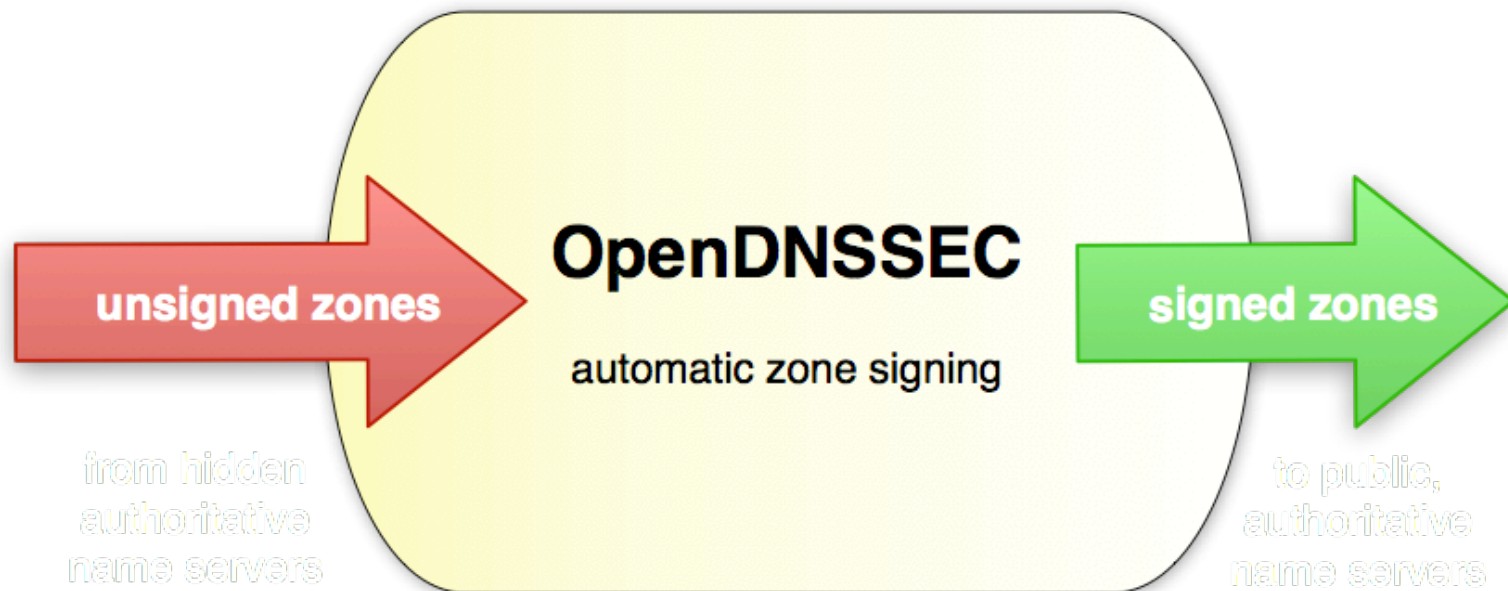 OpenDNSSEC
unsigned zones
signed zones
automatic zone signing
from hidden
authoritative
name servers
to public,
authoritative
name servers